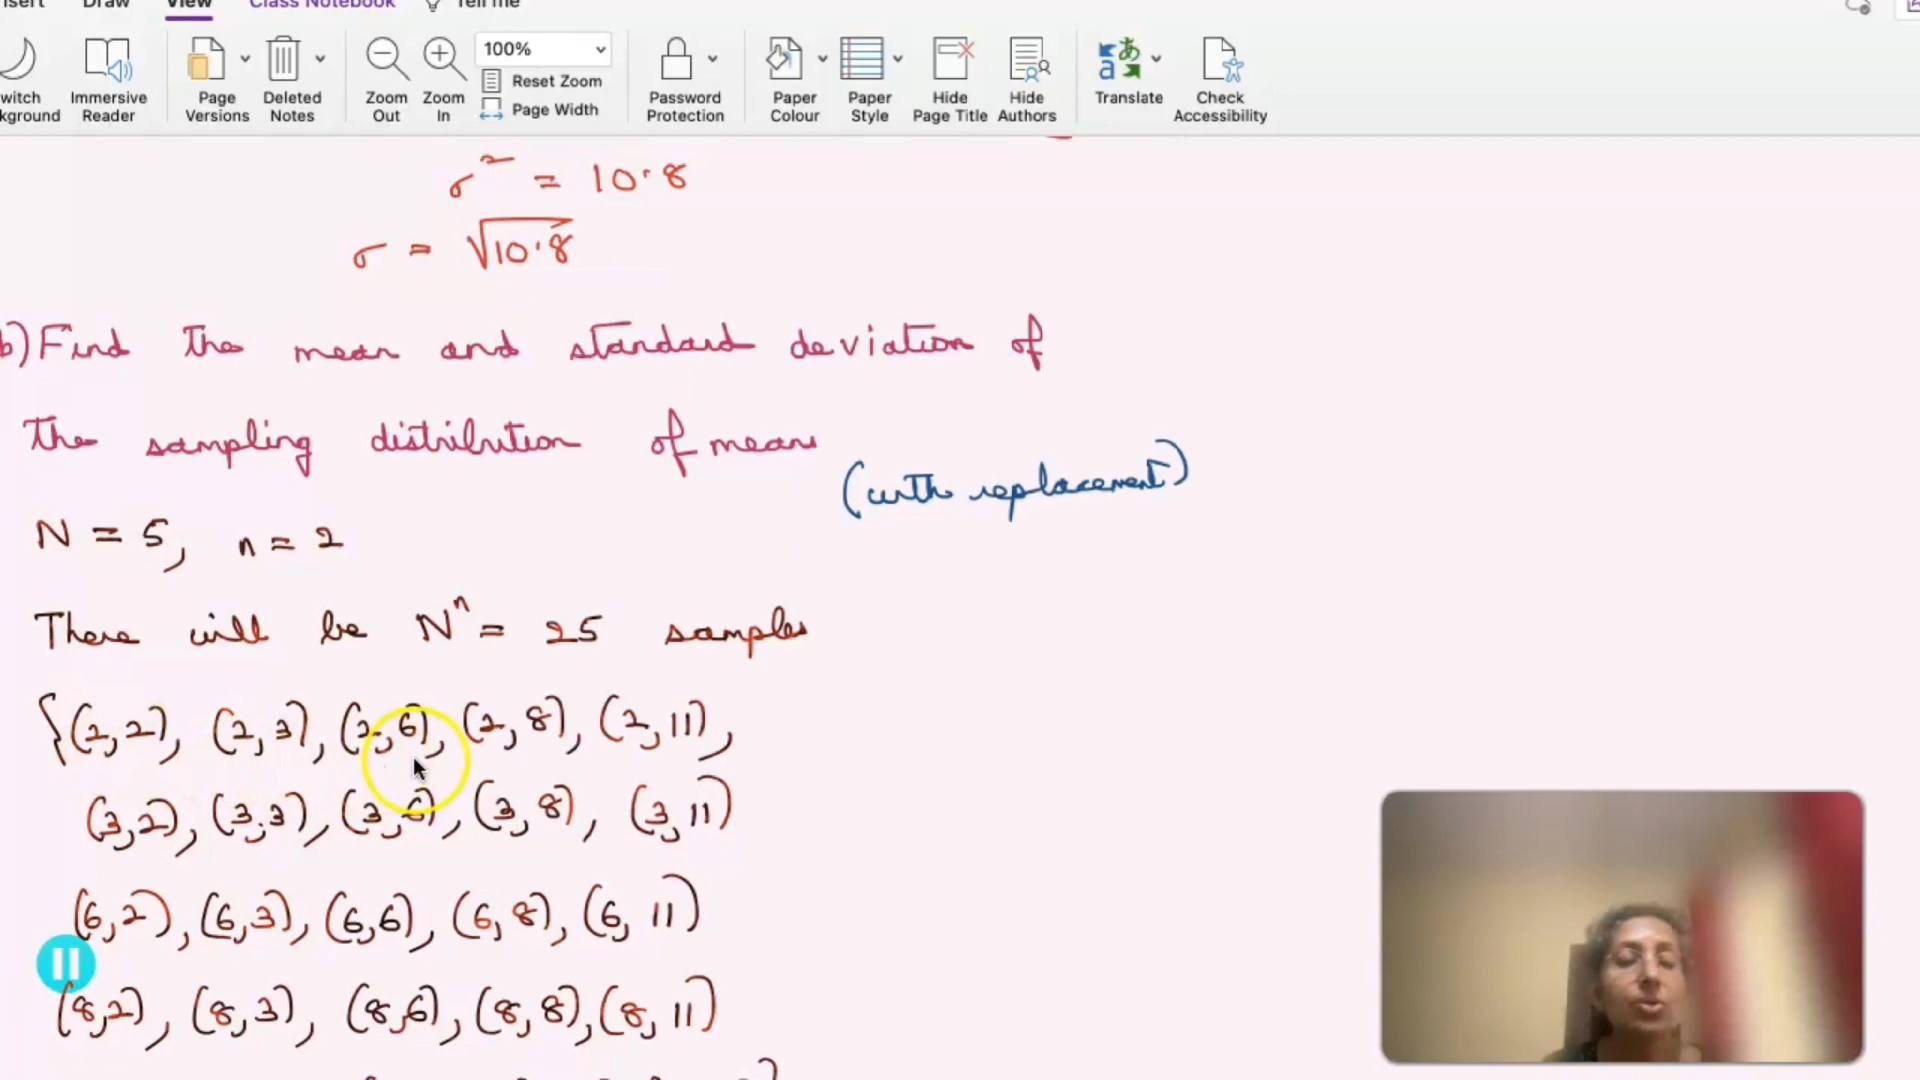 Draw View Class Notebook Tell me
100%
Reset Zoom
Page Width
Immersive Reader
Page Versions
Deleted Notes
Zoom Out
Zoom In
Password Protection
Paper Colour
Paper Style
Hide Page Title
Hide Authors
Translate
Check Accessibility
σ² = 10.8
σ = √10.8
b) Find the mean and standard deviation of
the sampling distribution of means
(with replacement)
N = 5, n = 2
There will be Nⁿ = 25 samples
{(2,2), (2,3), (2,6), (2,8), (2,11),
(3,2), (3,3), (3,6), (3,8), (3,11)
(6,2), (6,3), (6,6), (6,8), (6,11)
(8,2), (8,3), (8,6), (8,8), (8,11)